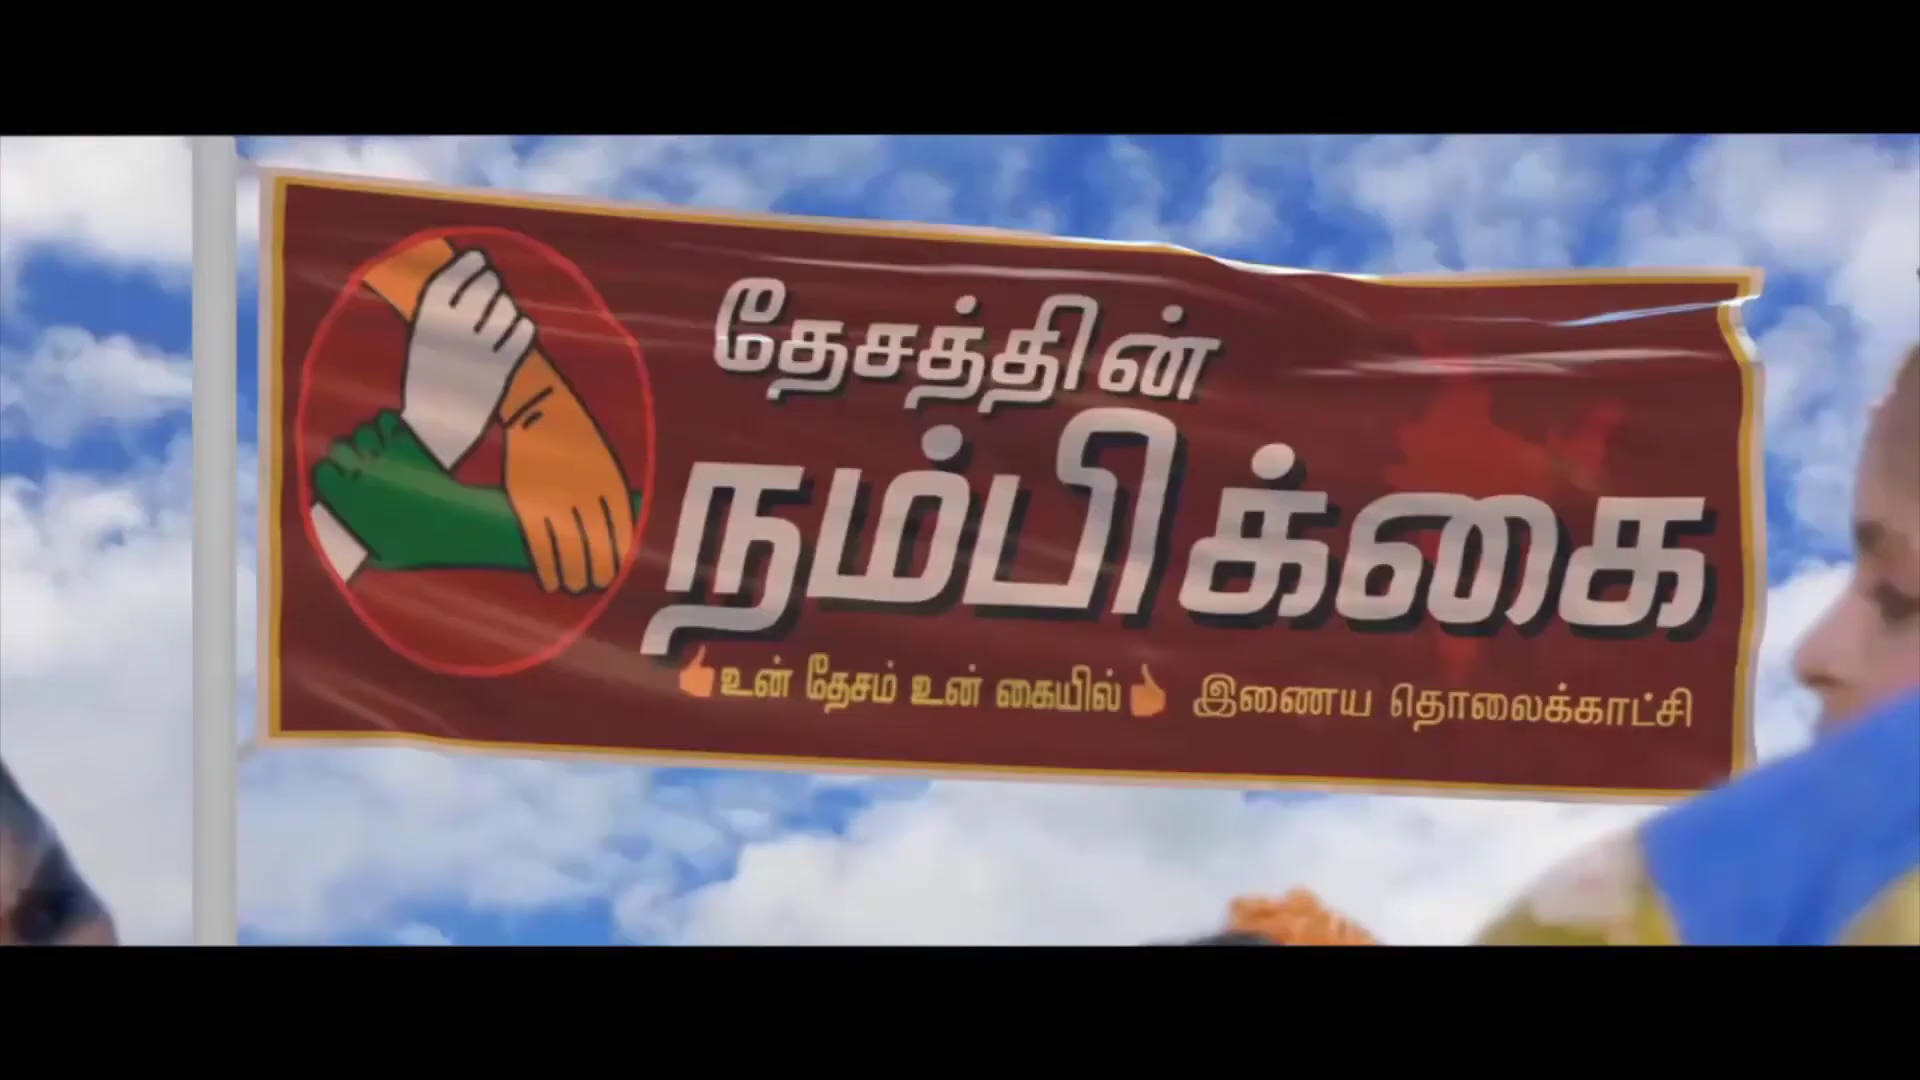 தேசத்தின்
நம்பிக்கை
உன் தேசம் உன் கையில் இணைய தொலைக்காட்சி